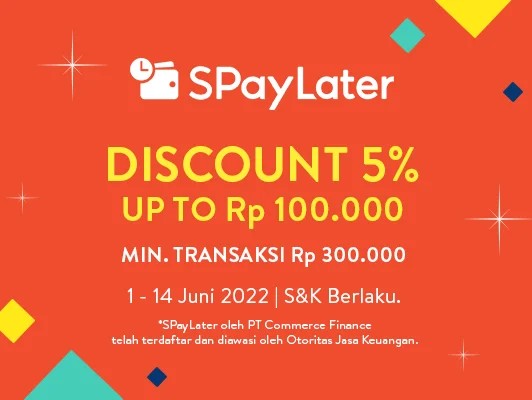 SPayLater
DISCOUNT 5%
UP TO Rp 100.000
MIN. TRANSAKSI Rp 300.000
1 - 14 Juni 2022 | S&K Berlaku.
*SPayLater oleh PT Commerce Finance
telah terdaftar dan diawasi oleh Otoritas Jasa Keuangan.